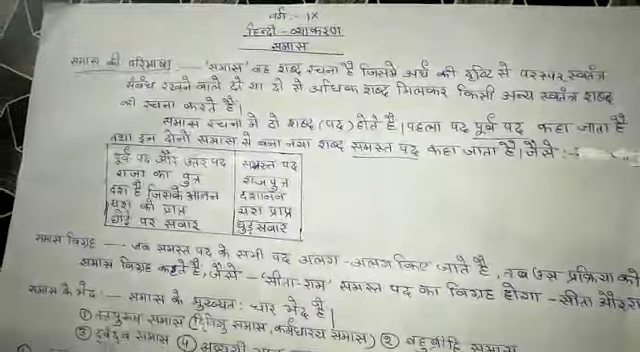 वर्ग:- IX
हिन्दी - व्याकरण
समास
समास की परिभाषा :- 'समास' वह शब्द रचना है जिसमें अर्थ की दृष्टि से परस्पर स्वतंत्र
संबंध रखने वाले दो या दो से अधिक शब्द मिलकर किसी अन्य स्वतंत्र शब्द
की रचना करते हैं।
समास रचना में दो शब्द (पद) होते हैं। पहला पद पूर्व पद कहा जाता है
तथा इन दोनों समास से बना नया शब्द समस्त पद कहा जाता है। जैसे :-
पूर्व पद और उत्तर पद समस्त पद
राजा का पुत्र राजपुत्र
दश हैं जिसके आनन दशानन
यश को प्राप्त यश प्राप्त
घोड़े पर सवार घुड़सवार
समास विग्रह :- जब समस्त पद के सभी पद अलग-अलग किए जाते हैं, तब उस प्रक्रिया को
समास विग्रह कहते हैं, जैसे - 'सीता-राम' समस्त पद का विग्रह होगा - सीता और राम
समास के भेद :- समास के मुख्यतः चार भेद हैं।
① तत्पुरूष समास (द्विगु समास, कर्मधारय समास) ② बहुब्रीहि समास
③ द्वंद्व समास ④